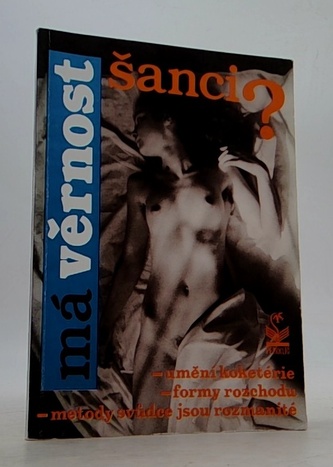 má věrnost
šanci?
– umění koketérie
– formy rozchodu
– metody svůdce jsou rozmanité